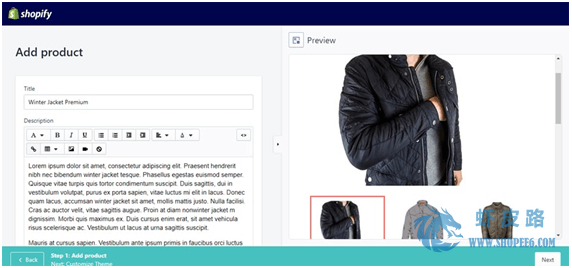 shopify
Add product
Preview
Title
Winter Jacket Premium
Description
A B I U A <>
Lorem ipsum dolor sit amet, consectetur adipiscing elit. Praesent hendrerit
nibh nec bibendum winter jacket tesque. Phasellus egestas euismod semper.
Quisque vitae turpis quis tortor condimentum suscipit. Duis sagittis, dui in
vestibulum volutpat, purus ex porta sapien, vitae luctus urna est in libero. Donec
quam lacus, accumsan winter jacket sit amet, mollis mattis justo. Nulla facilisi.
Cras ac auctor velit, vitae sagittis augue. Proin at diam nonwinter jacket m
dignissim. Morbi quis maximus ex. Duis cursus enim erat, sit amet vehicula
risus scelerisque ac. Vestibulum ut lacus at urna sagittis suscipit.
Mauris at cursus sapien. Vestibulum ante ipsum primis in faucibus orci luctus
虾皮路
WWW.SHOPEE6.COM
Back
Step 1: Add product
Next: Customize Theme
Next